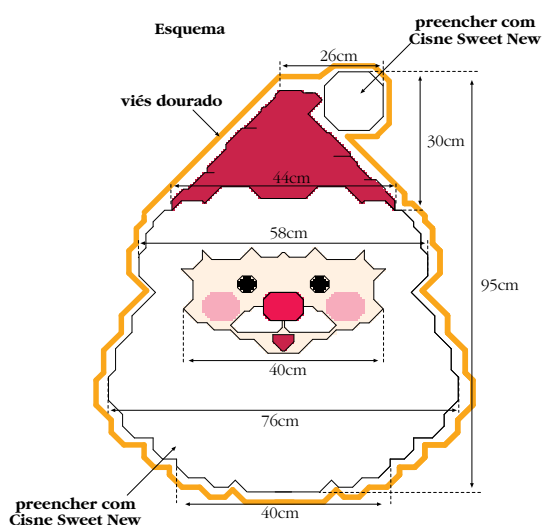 Esquema
preencher com
Cisne Sweet New
26cm
viés dourado
30cm
44cm
58cm
95cm
40cm
76cm
preencher com
Cisne Sweet New
40cm